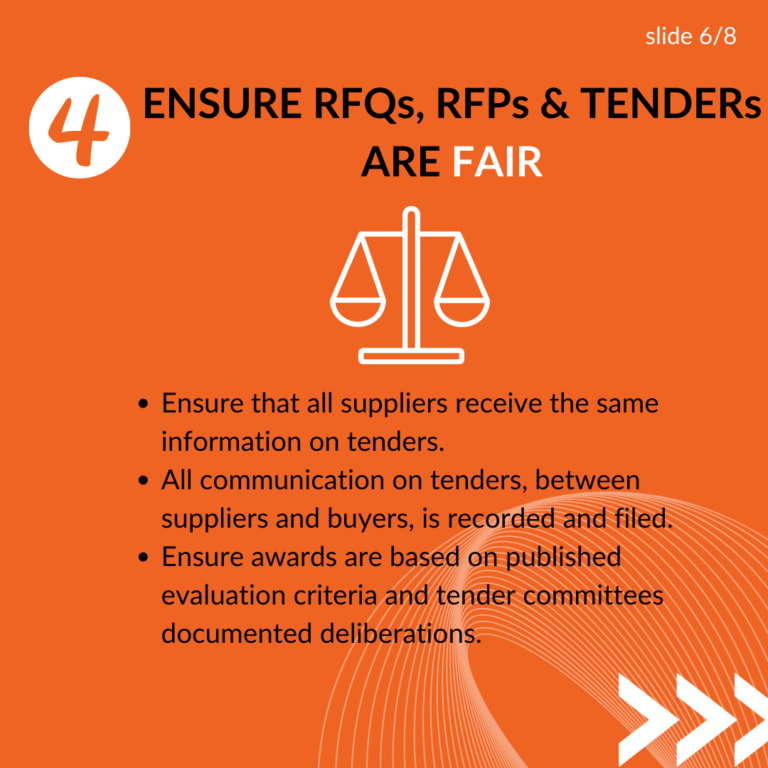 slide 6/8
4
ENSURE RFQs, RFPs & TENDERs
ARE FAIR
• Ensure that all suppliers receive the same
information on tenders.
• All communication on tenders, between
suppliers and buyers, is recorded and filed.
• Ensure awards are based on published
evaluation criteria and tender committees
documented deliberations.